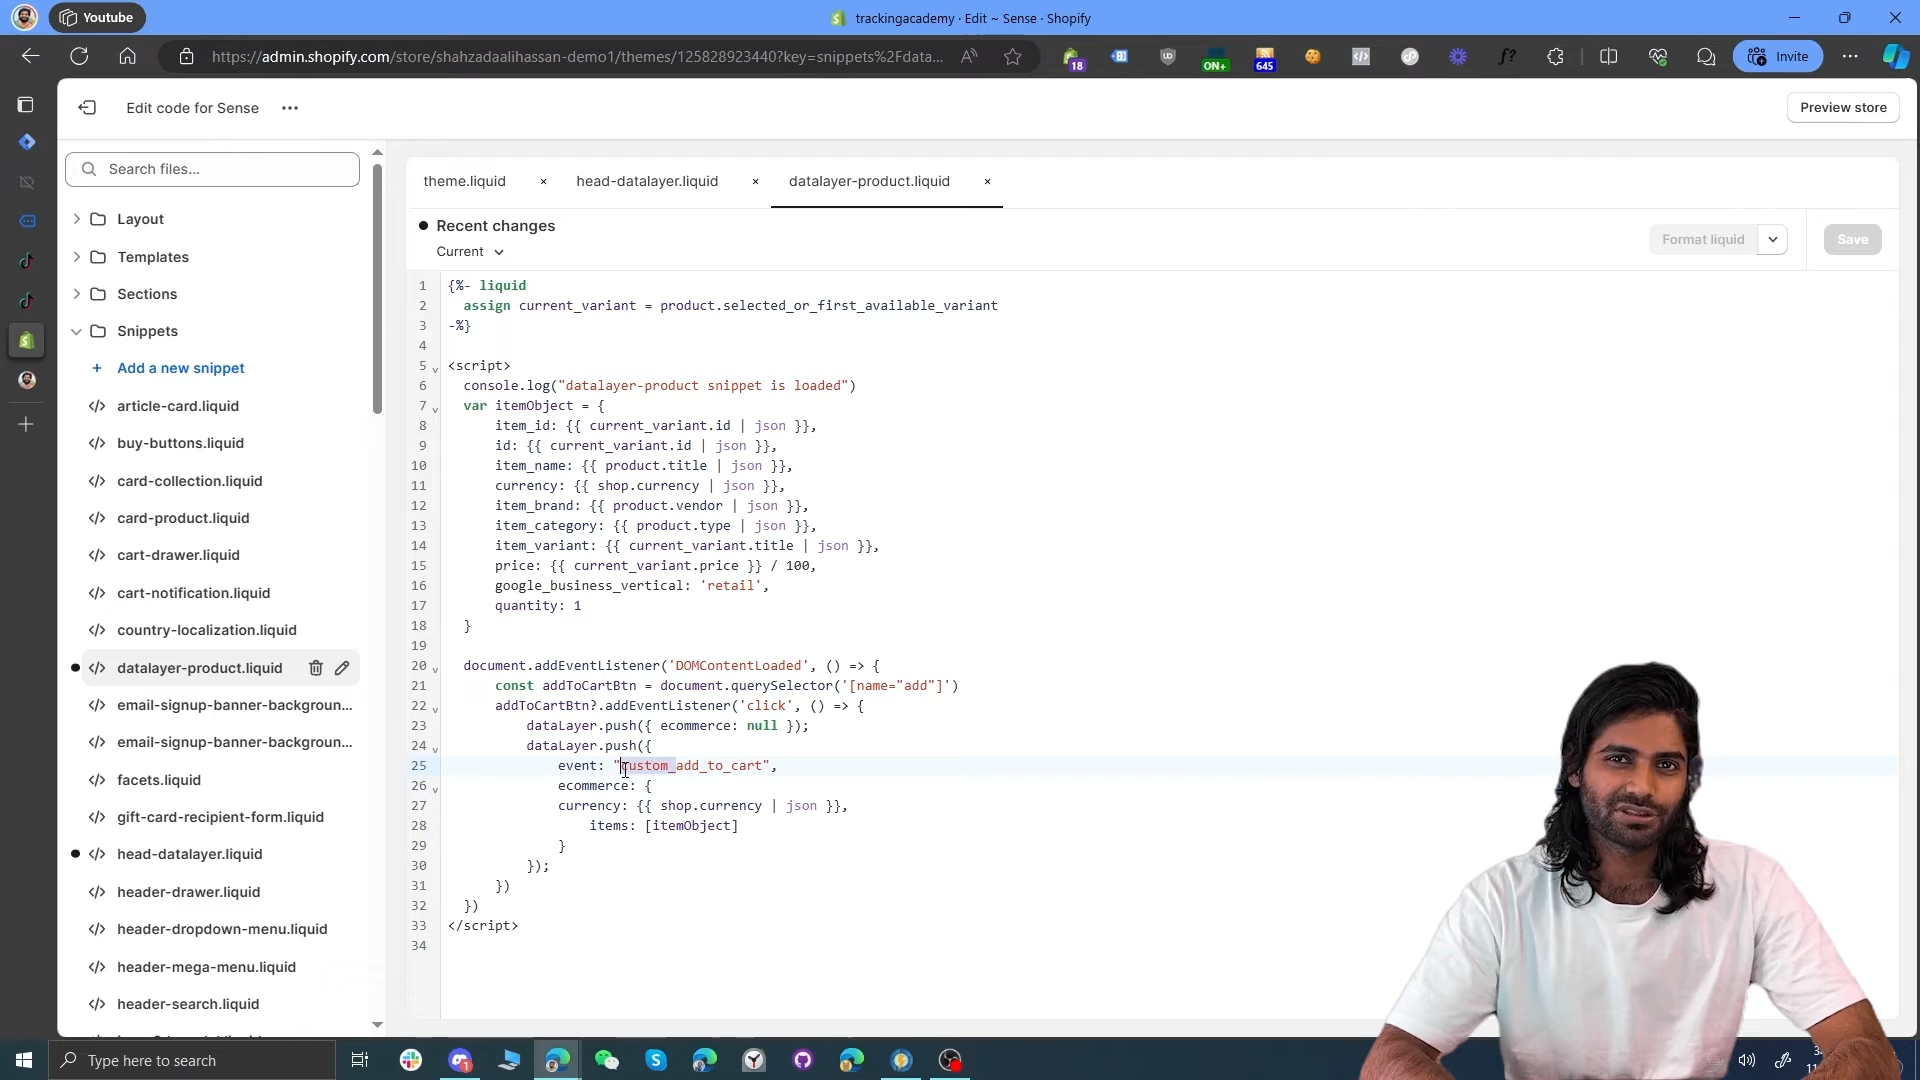 Youtube
trackingacademy · Edit ~ Sense · Shopify
https://admin.shopify.com/store/shahzadaalihassan-demo1/themes/125828923440?key=snippets%2Fdata...
18
ON+
645
Invite
Edit code for Sense
Preview store
Search files...
Layout
Templates
Sections
Snippets
Add a new snippet
article-card.liquid
buy-buttons.liquid
card-collection.liquid
card-product.liquid
cart-drawer.liquid
cart-notification.liquid
country-localization.liquid
datalayer-product.liquid
email-signup-banner-backgroun...
email-signup-banner-backgroun...
facets.liquid
gift-card-recipient-form.liquid
head-datalayer.liquid
header-drawer.liquid
header-dropdown-menu.liquid
header-mega-menu.liquid
header-search.liquid
theme.liquid × head-datalayer.liquid × datalayer-product.liquid ×
Recent changes
Current
Format liquid
Save
1 {%- liquid
2 assign current_variant = product.selected_or_first_available_variant
3 -%}
4
5 <script>
6 console.log("datalayer-product snippet is loaded")
7 var itemObject = {
8 item_id: {{ current_variant.id | json }},
9 id: {{ current_variant.id | json }},
10 item_name: {{ product.title | json }},
11 currency: {{ shop.currency | json }},
12 item_brand: {{ product.vendor | json }},
13 item_category: {{ product.type | json }},
14 item_variant: {{ current_variant.title | json }},
15 price: {{ current_variant.price }} / 100,
16 google_business_vertical: 'retail',
17 quantity: 1
18 }
19
20 document.addEventListener('DOMContentLoaded', () => {
21 const addToCartBtn = document.querySelector('[name="add"]')
22 addToCartBtn?.addEventListener('click', () => {
23 dataLayer.push({ ecommerce: null });
24 dataLayer.push({
25 event: "custom_add_to_cart",
26 ecommerce: {
27 currency: {{ shop.currency | json }},
28 items: [itemObject]
29 }
30 });
31 })
32 })
33 </script>
34
Type here to search